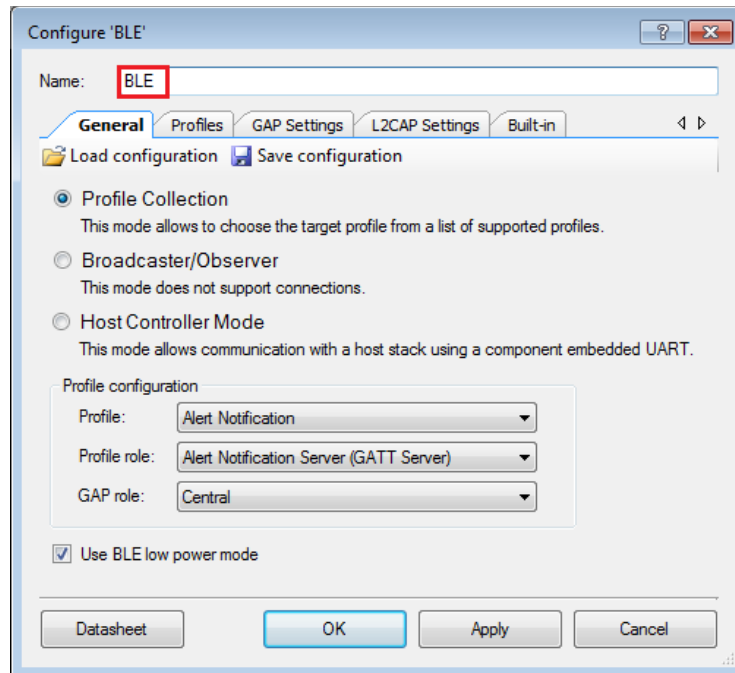 Configure 'BLE'
Name: BLE
General Profiles GAP Settings L2CAP Settings Built-in
Load configuration Save configuration
Profile Collection
This mode allows to choose the target profile from a list of supported profiles.
Broadcaster/Observer
This mode does not support connections.
Host Controller Mode
This mode allows communication with a host stack using a component embedded UART.
Profile configuration
Profile: Alert Notification
Profile role: Alert Notification Server (GATT Server)
GAP role: Central
Use BLE low power mode
Datasheet OK Apply Cancel